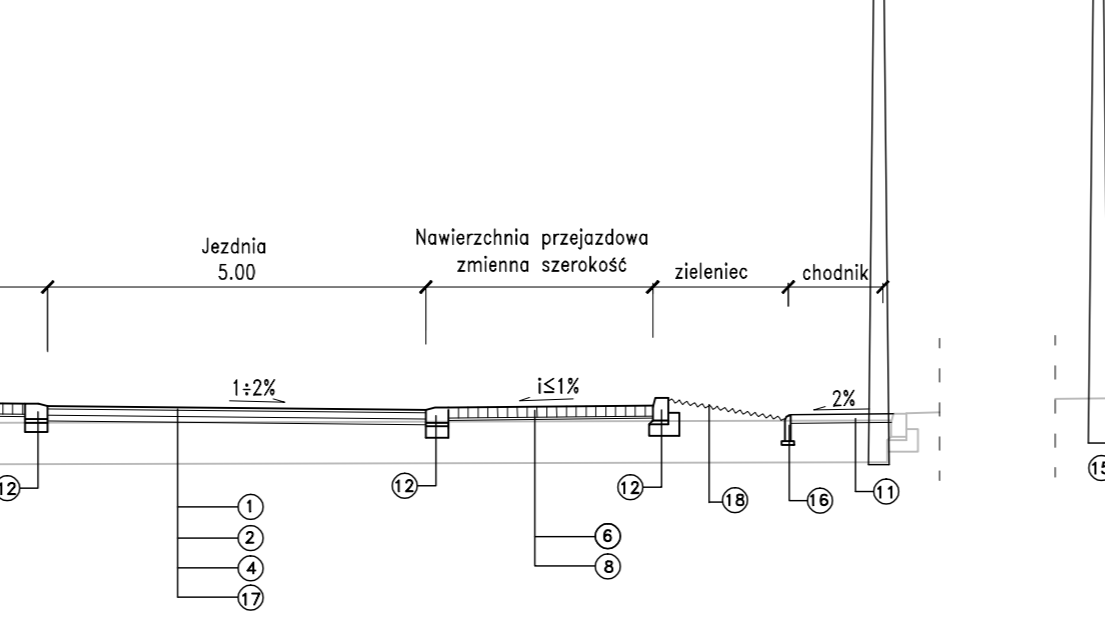 Jezdnia
5.00
Nawierzchnia przejazdowa
zmienna szerokość
zieleniec
chodnik
1÷2%
i≤1%
2%
12
12
12
18
16
11
15
1
2
4
17
6
8